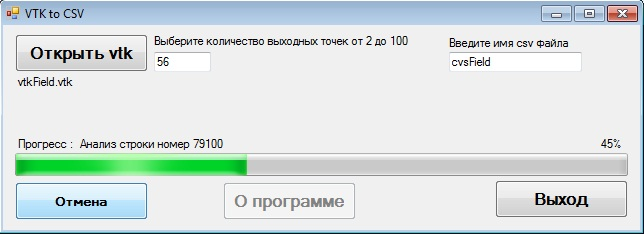 VTK to CSV
Открыть vtk
Выберите количество выходных точек от 2 до 100
Введите имя csv файла
56
cvsField
vtkField.vtk
Прогресс : Анализ строки номер 79100
45%
Отмена
О программе
Выход